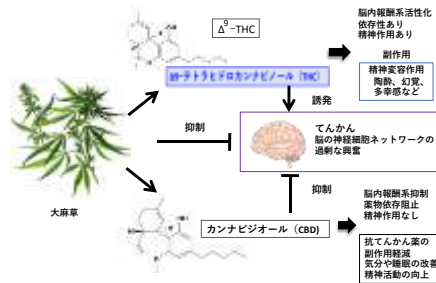 Δ⁹-THC
Δ9-テトラヒドロカンナビノール（THC）
脳内報酬系活性化
依存性あり
精神作用あり
副作用
精神変容作用
陶酔、幻覚、
多幸感など
誘発
抑制
てんかん
脳の神経細胞ネットワークの
過剰な興奮
大麻草
抑制
カンナビジオール（CBD)
脳内報酬系抑制
薬物依存阻止
精神作用なし
抗てんかん薬の
副作用軽減
気分や睡眠の改善
精神活動の向上